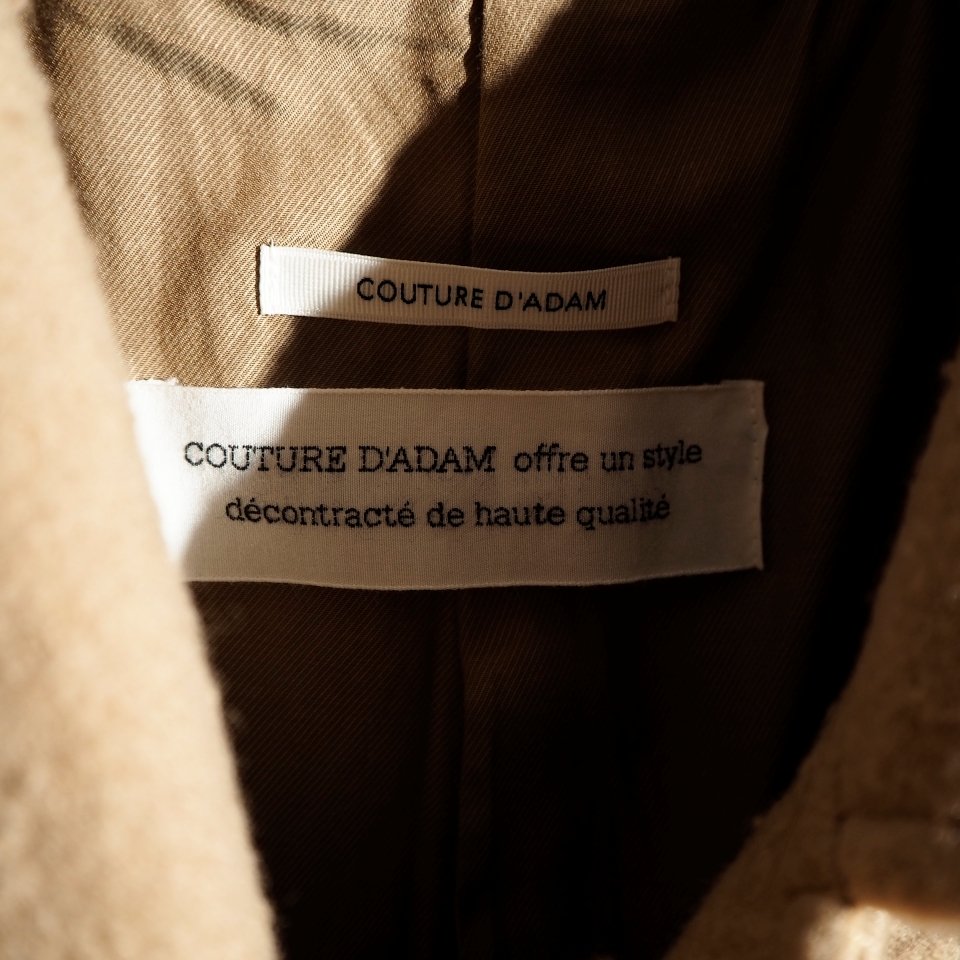 COUTURE D'ADAM
COUTURE D'ADAM offre un style
décontracté de haute qualité